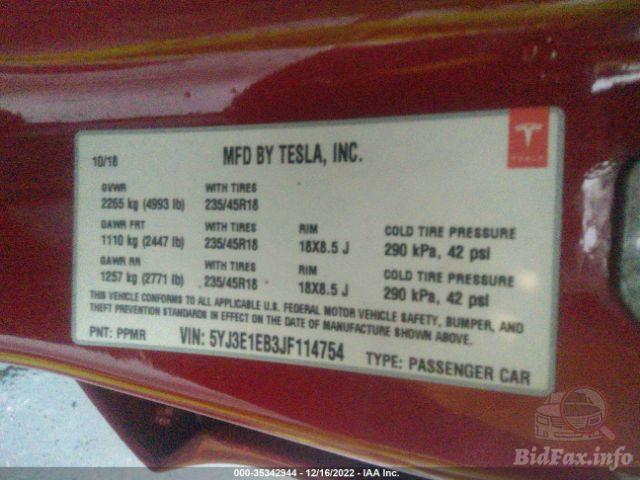 10/18 MFD BY TESLA, INC. TESLA
GVWR WITH TIRES
2265 kg (4993 lb) 235/45R18
GAWR FRT WITH TIRES RIM COLD TIRE PRESSURE
1110 kg (2447 lb) 235/45R18 18X8.5 J 290 kPa, 42 psi
GAWR RR WITH TIRES RIM COLD TIRE PRESSURE
1257 kg (2771 lb) 235/45R18 18X8.5 J 290 kPa, 42 psi
THIS VEHICLE CONFORMS TO ALL APPLICABLE U.S. FEDERAL MOTOR VEHICLE SAFETY, BUMPER, AND
THEFT PREVENTION STANDARDS IN EFFECT ON THE DATE OF MANUFACTURE SHOWN ABOVE.
PNT: PPMR VIN: 5YJ3E1EB3JF114754 TYPE: PASSENGER CAR
BidFax.info
000-35342944 - 12/16/2022 - IAA Inc.